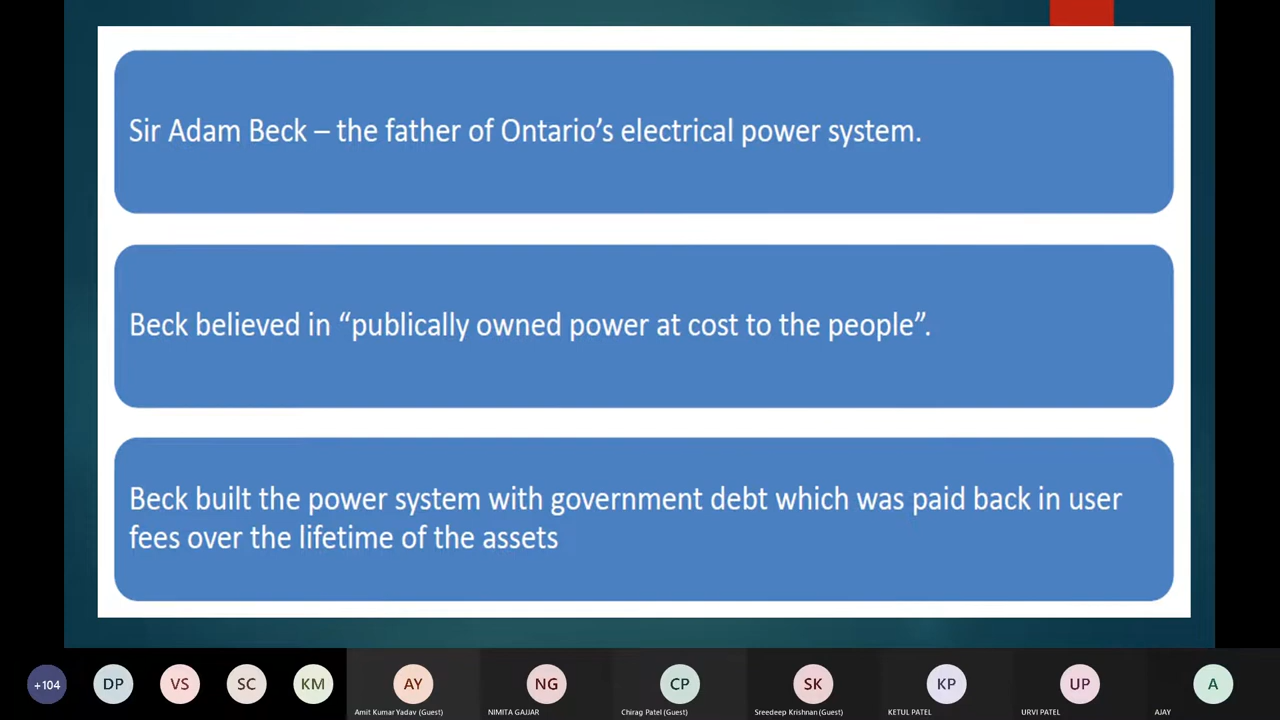 Sir Adam Beck – the father of Ontario’s electrical power system.
Beck believed in “publically owned power at cost to the people”.
Beck built the power system with government debt which was paid back in user
fees over the lifetime of the assets
+104
DP
VS
SC
KM
AY
NG
CP
SK
KP
UP
A
Amit Kumar Yadav (Guest)
NIMITA GAJJAR
Chirag Patel (Guest)
Sreedeep Krishnan (Guest)
KETUL PATEL
URVI PATEL
AJAY